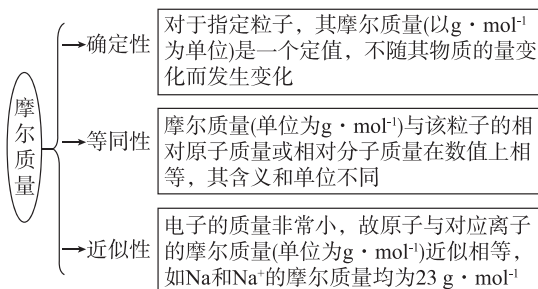 摩尔质量
确定性
对于指定粒子，其摩尔质量(以g·mol⁻¹
为单位)是一个定值，不随其物质的量变
化而发生变化
等同性
摩尔质量(单位为g·mol⁻¹)与该粒子的相
对原子质量或相对分子质量在数值上相
等，其含义和单位不同
近似性
电子的质量非常小，故原子与对应离子
的摩尔质量(单位为g·mol⁻¹)近似相等，
如Na和Na⁺的摩尔质量均为23 g·mol⁻¹